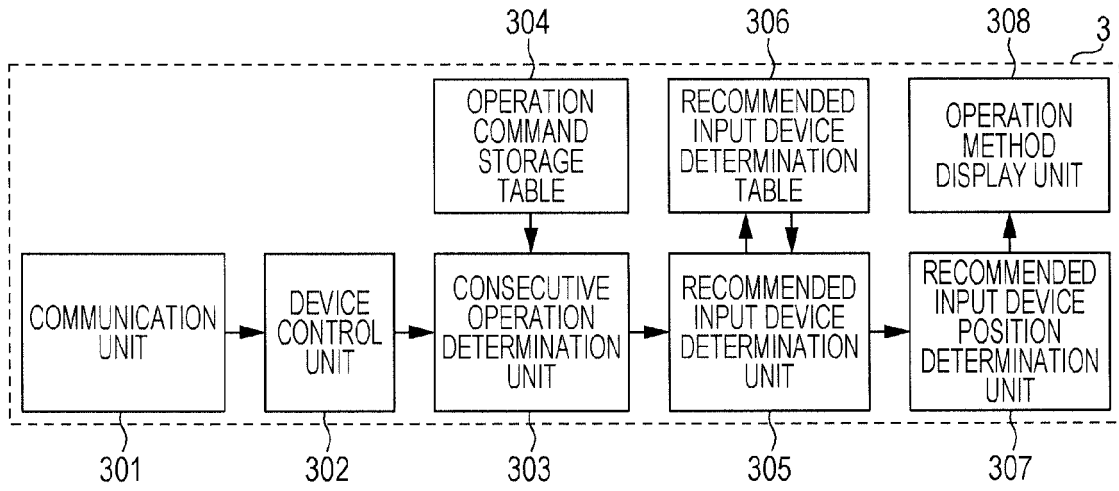 304
306
308
3
OPERATION
COMMAND
STORAGE
TABLE
RECOMMENDED
INPUT DEVICE
DETERMINATION
TABLE
OPERATION
METHOD
DISPLAY UNIT
COMMUNICATION
UNIT
DEVICE
CONTROL
UNIT
CONSECUTIVE
OPERATION
DETERMINATION
UNIT
RECOMMENDED
INPUT DEVICE
DETERMINATION
UNIT
RECOMMENDED
INPUT DEVICE
POSITION
DETERMINATION
UNIT
301
302
303
305
307